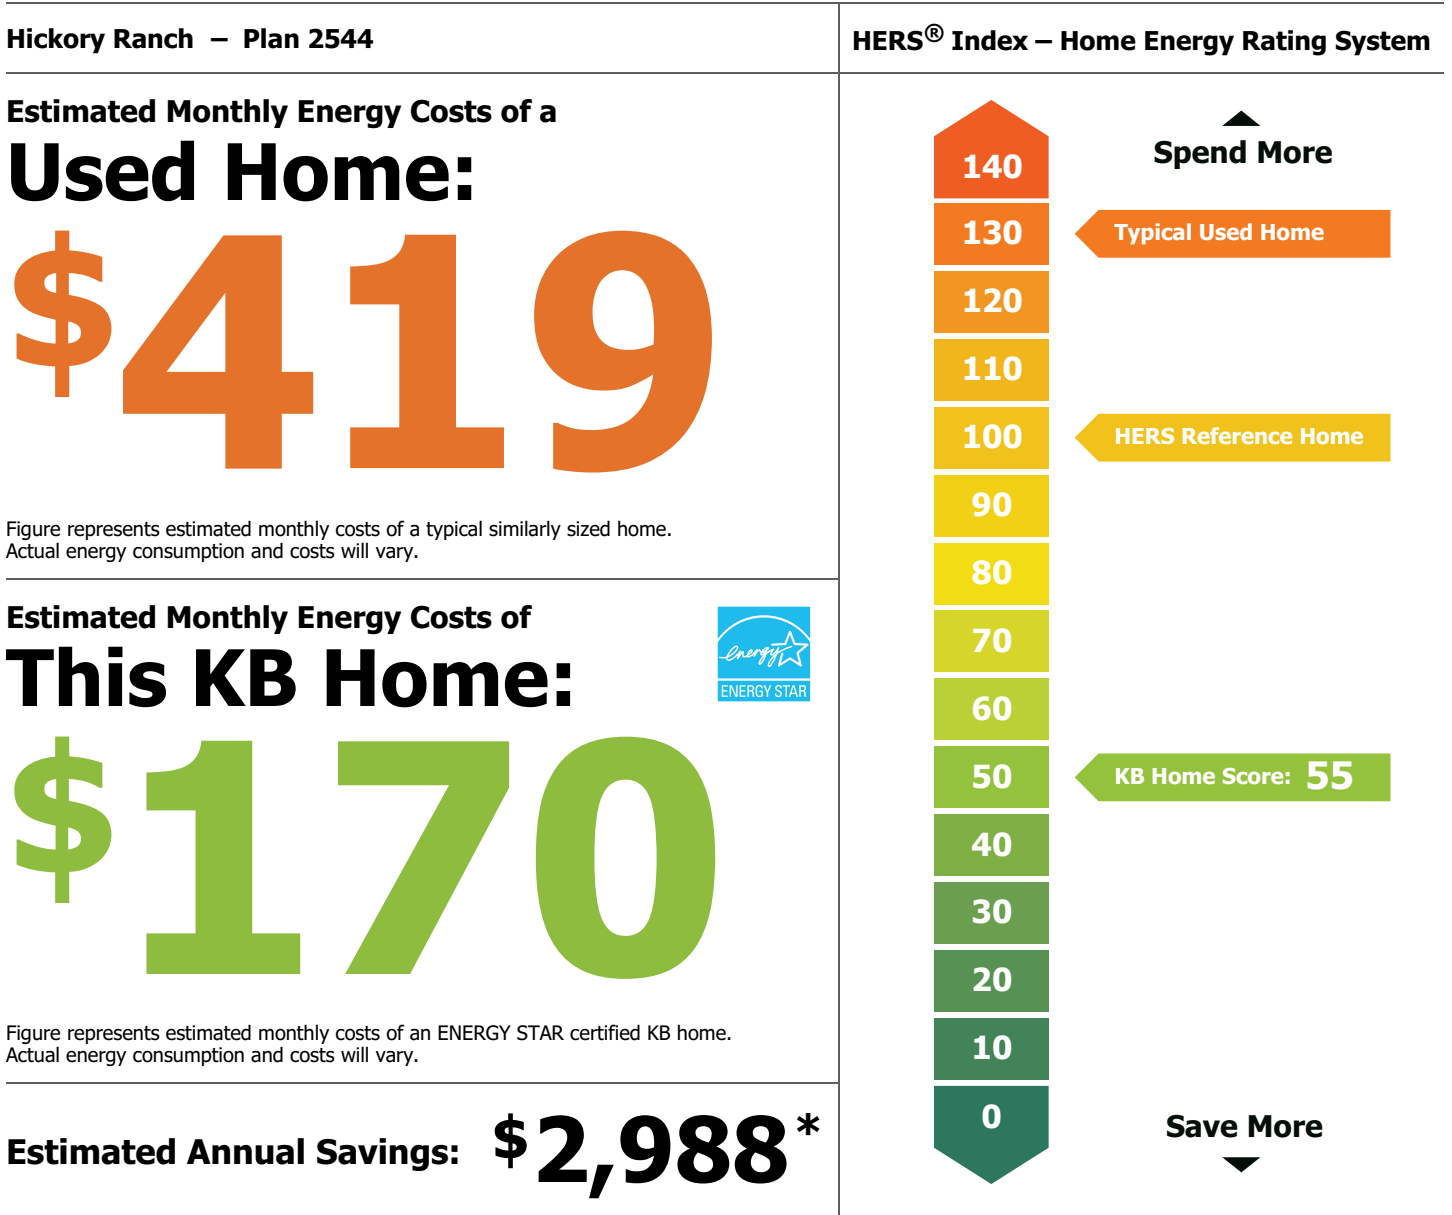 Hickory Ranch – Plan 2544
Estimated Monthly Energy Costs of a
Used Home:
$419
Figure represents estimated monthly costs of a typical similarly sized home.
Actual energy consumption and costs will vary.
Estimated Monthly Energy Costs of
This KB Home:
energy
ENERGY STAR
$170
Figure represents estimated monthly costs of an ENERGY STAR certified KB home.
Actual energy consumption and costs will vary.
Estimated Annual Savings: $2,988*
HERS® Index – Home Energy Rating System
Spend More
140
130 Typical Used Home
120
110
100 HERS Reference Home
90
80
70
60
50 KB Home Score: 55
40
30
20
10
0
Save More